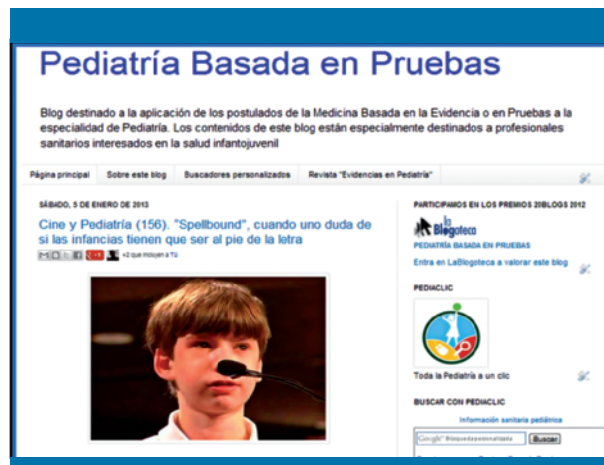 Pediatría Basada en Pruebas
Blog destinado a la aplicación de los postulados de la Medicina Basada en la Evidencia o en Pruebas a la
especialidad de Pediatría. Los contenidos de este blog están especialmente destinados a profesionales
sanitarios interesados en la salud infantojuvenil
Página principal Sobre este blog Buscadores personalizados Revista "Evidencias en Pediatría"
SÁBADO, 5 DE ENERO DE 2013
Cine y Pediatría (156). "Spellbound", cuando uno duda de
si las infancias tienen que ser al pie de la letra
+2 que incluyen a Tú
PARTICIPAMOS EN LOS PREMIOS 20BLOGS 2012
la
Blogoteca
PEDIATRÍA BASADA EN PRUEBAS
Entra en LaBlogoteca a valorar este blog
PEDIACLIC
Toda la Pediatría a un clic
BUSCAR CON PEDIACLIC
Información sanitaria pediátrica
Google™ Búsqueda personalizada Buscar